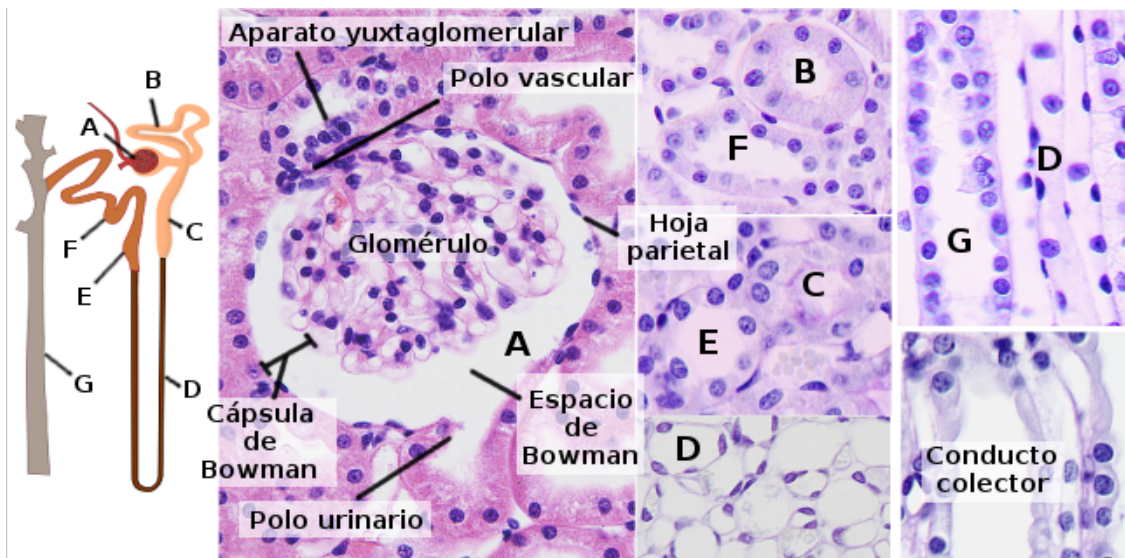 B
A
F
C
E
G
D
Aparato yuxtaglomerular
Polo vascular
Glomérulo
Hoja
parietal
A
Cápsula
de
Bowman
Espacio
de
Bowman
Polo urinario
B
F
C
E
D
D
G
Conducto
colector